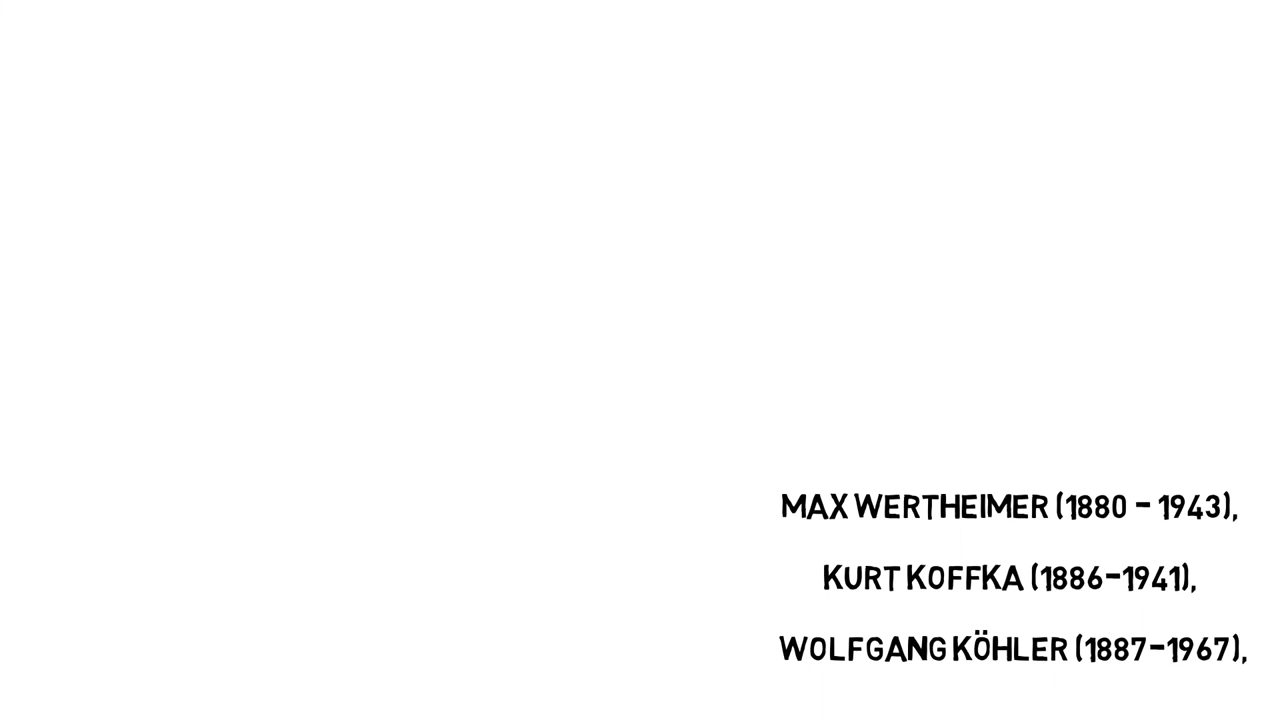 MAX WERTHEIMER (1880 - 1943),
KURT KOFFKA (1886-1941),
WOLFGANG KÖHLER (1887-1967),